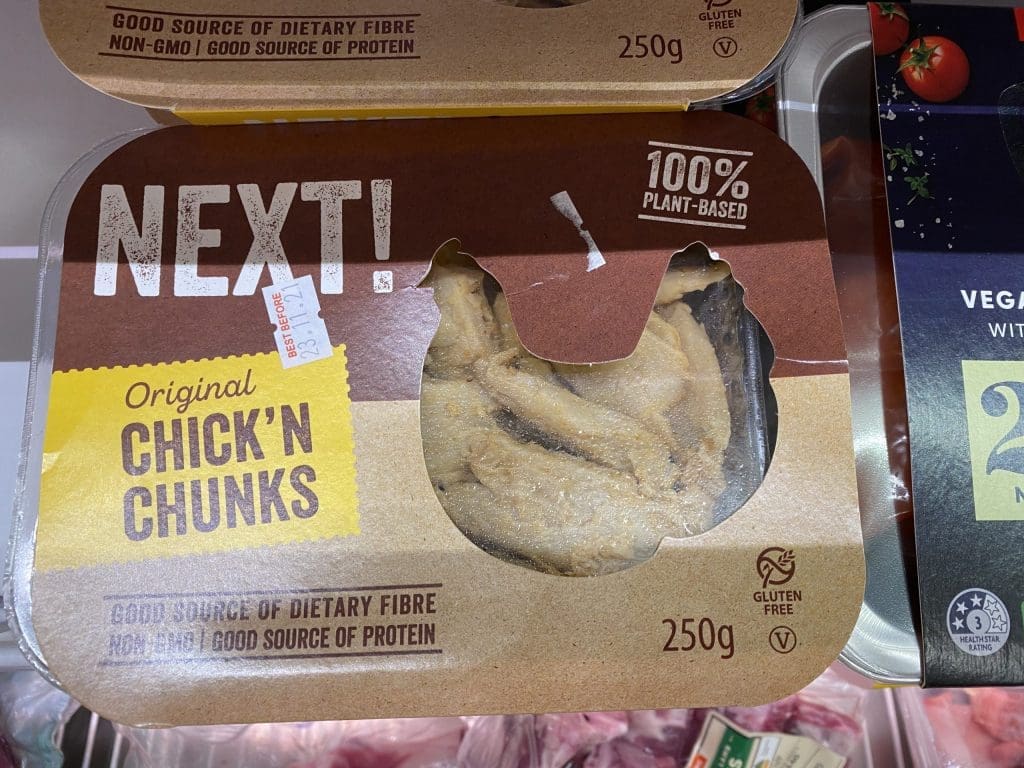 GOOD SOURCE OF DIETARY FIBRE
NON-GMO | GOOD SOURCE OF PROTEIN
250g
GLUTEN
FREE
V
NEXT!
100%
PLANT-BASED
BEST BEFORE
23.11.21
Original
CHICK'N
CHUNKS
GOOD SOURCE OF DIETARY FIBRE
NON-GMO | GOOD SOURCE OF PROTEIN
250g
GLUTEN
FREE
V
WIT
2
3
HEALTH STAR
RATING